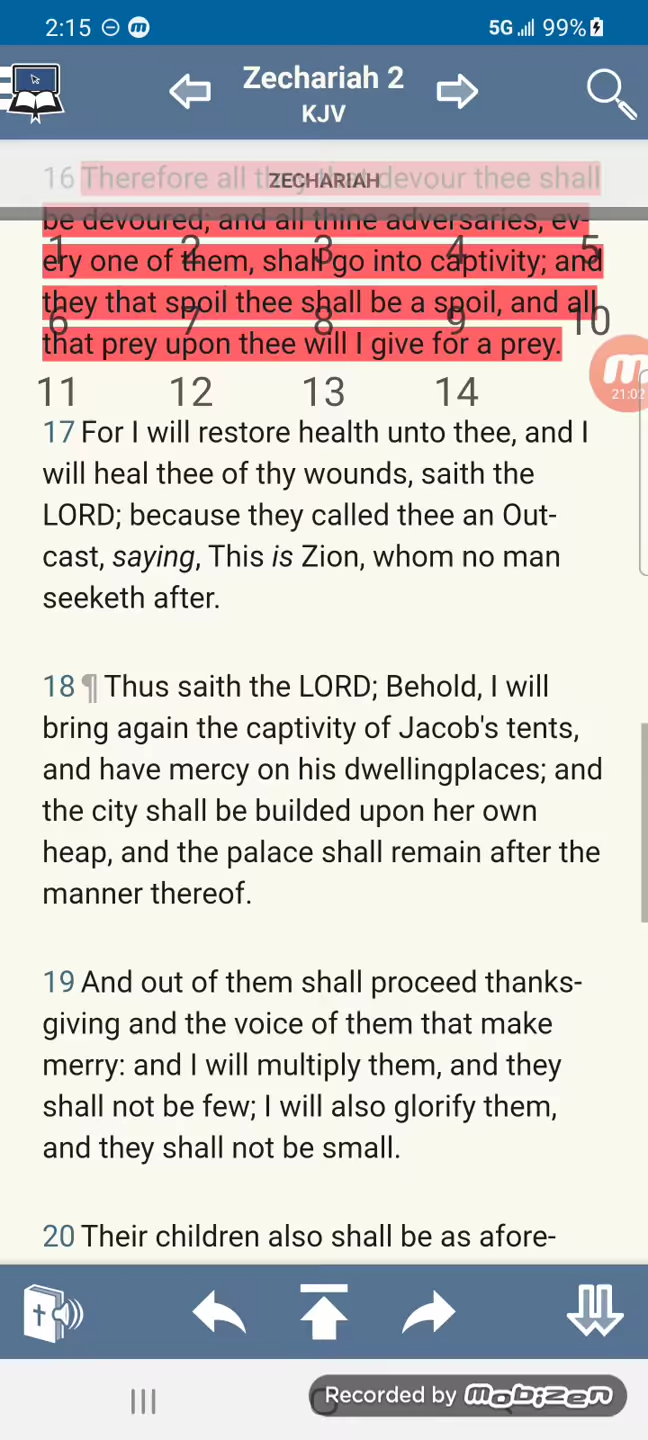 2:15 m 5G 99%
Zechariah 2
KJV
ZECHARIAH
16 Therefore all they that devour thee shall
be devoured; and all thine adversaries, ev-
ery one of them, shall go into captivity; and
they that spoil thee shall be a spoil, and all
that prey upon thee will I give for a prey.
1 2 3 4 5
6 7 8 9 10
11 12 13 14
m
21:02
17 For I will restore health unto thee, and I
will heal thee of thy wounds, saith the
LORD; because they called thee an Out-
cast, saying, This is Zion, whom no man
seeketh after.
18 ¶ Thus saith the LORD; Behold, I will
bring again the captivity of Jacob's tents,
and have mercy on his dwellingplaces; and
the city shall be builded upon her own
heap, and the palace shall remain after the
manner thereof.
19 And out of them shall proceed thanks-
giving and the voice of them that make
merry: and I will multiply them, and they
shall not be few; I will also glorify them,
and they shall not be small.
20 Their children also shall be as afore-
Recorded by Mobizen